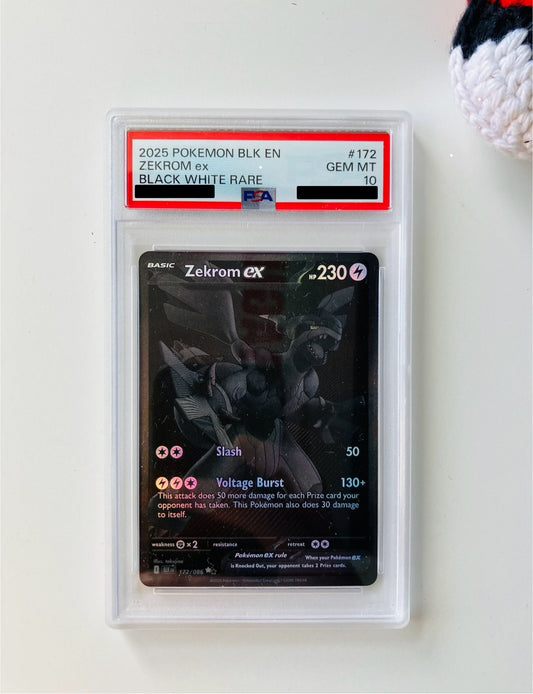 2025 POKEMON BLK EN #172
ZEKROM ex GEM MT
BLACK WHITE RARE 10
PSA
BASIC Zekrom ex HP 230
Slash 50
Voltage Burst 130+
This attack does 50 more damage for each Prize card your
opponent has taken. This Pokémon also does 30 damage
to itself.
weakness ×2 resistance retreat
Pokémon ex rule When your Pokémon ex
is Knocked Out, your opponent takes 2 Prize cards.
172/086